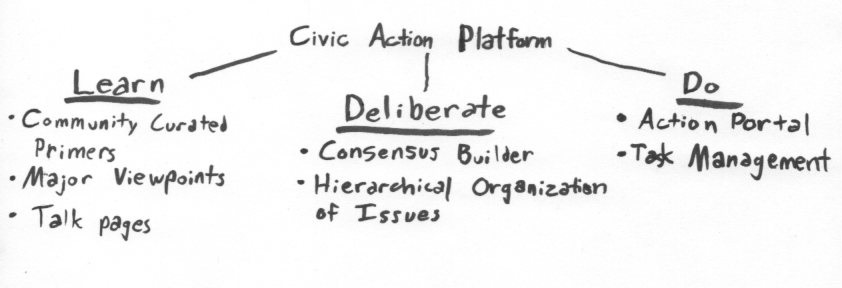 Civic Action Platform
Learn
• Community Curated
Primers
• Major Viewpoints
• Talk pages
Deliberate
• Consensus Builder
• Hierarchical Organization
of Issues
Do
• Action Portal
• Task Management